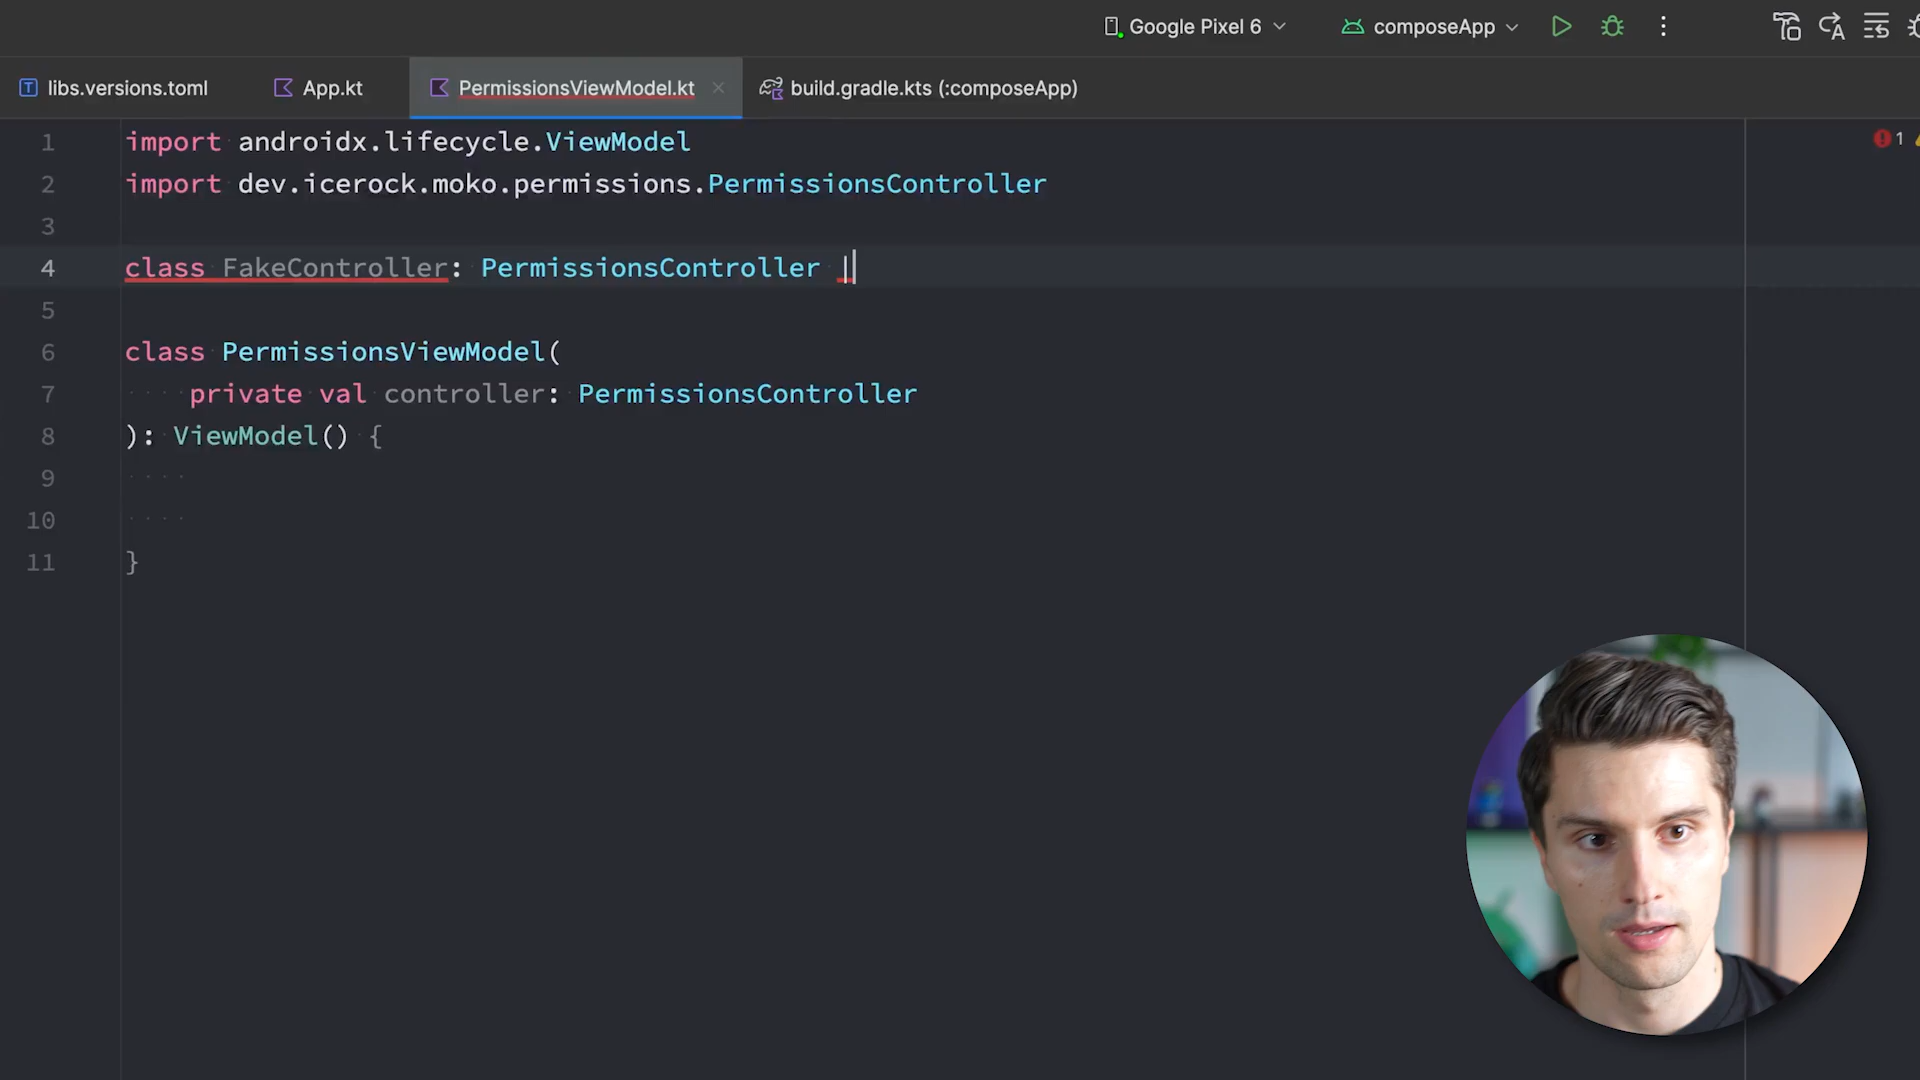 Google Pixel 6
composeApp
libs.versions.toml
App.kt
PermissionsViewModel.kt
build.gradle.kts (:composeApp)
1 import androidx.lifecycle.ViewModel
2 import dev.icerock.moko.permissions.PermissionsController
3
4 class FakeController: PermissionsController |
5
6 class PermissionsViewModel(
7 private val controller: PermissionsController
8 ): ViewModel() {
9
10
11 }
1